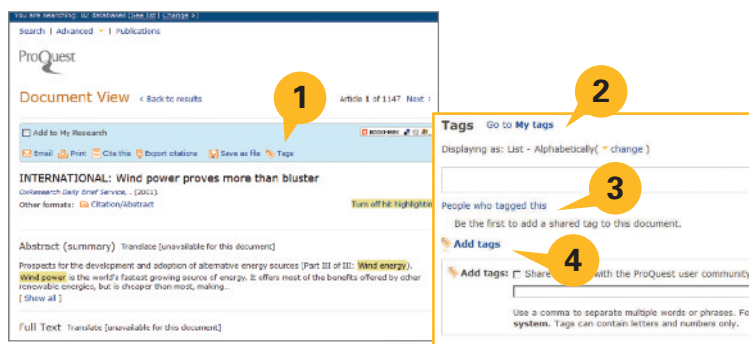 You are searching: 10 databases [See list | Change >]
Search | Advanced | Publications
ProQuest
Document View < Back to results
Article 1 of 1147 Next
1
Add to My Research
Email Print Cite this Export citations Save as file Tags
INTERNATIONAL: Wind power proves more than bluster
OxResearch Daily Brief Service, . (2001).
Other formats: Citation/Abstract
Turn off hit highlightin
Abstract (summary) Translate [unavailable for this document]
Prospects for the development and adoption of alternative energy sources (Part III of III: Wind energy).
Wind power is the world's fastest growing source of energy. It offers most of the benefits offered by other
renewable energies, but is cheaper than most, making...
[ Show all ]
Full Text Translate [unavailable for this document]
2
Tags Go to My tags
Displaying as: List - Alphabetically( change )
3
People who tagged this
Be the first to add a shared tag to this document.
Add tags
4
Add tags: Share with the ProQuest user community
Use a comma to separate multiple words or phrases. Fo
system. Tags can contain letters and numbers only.